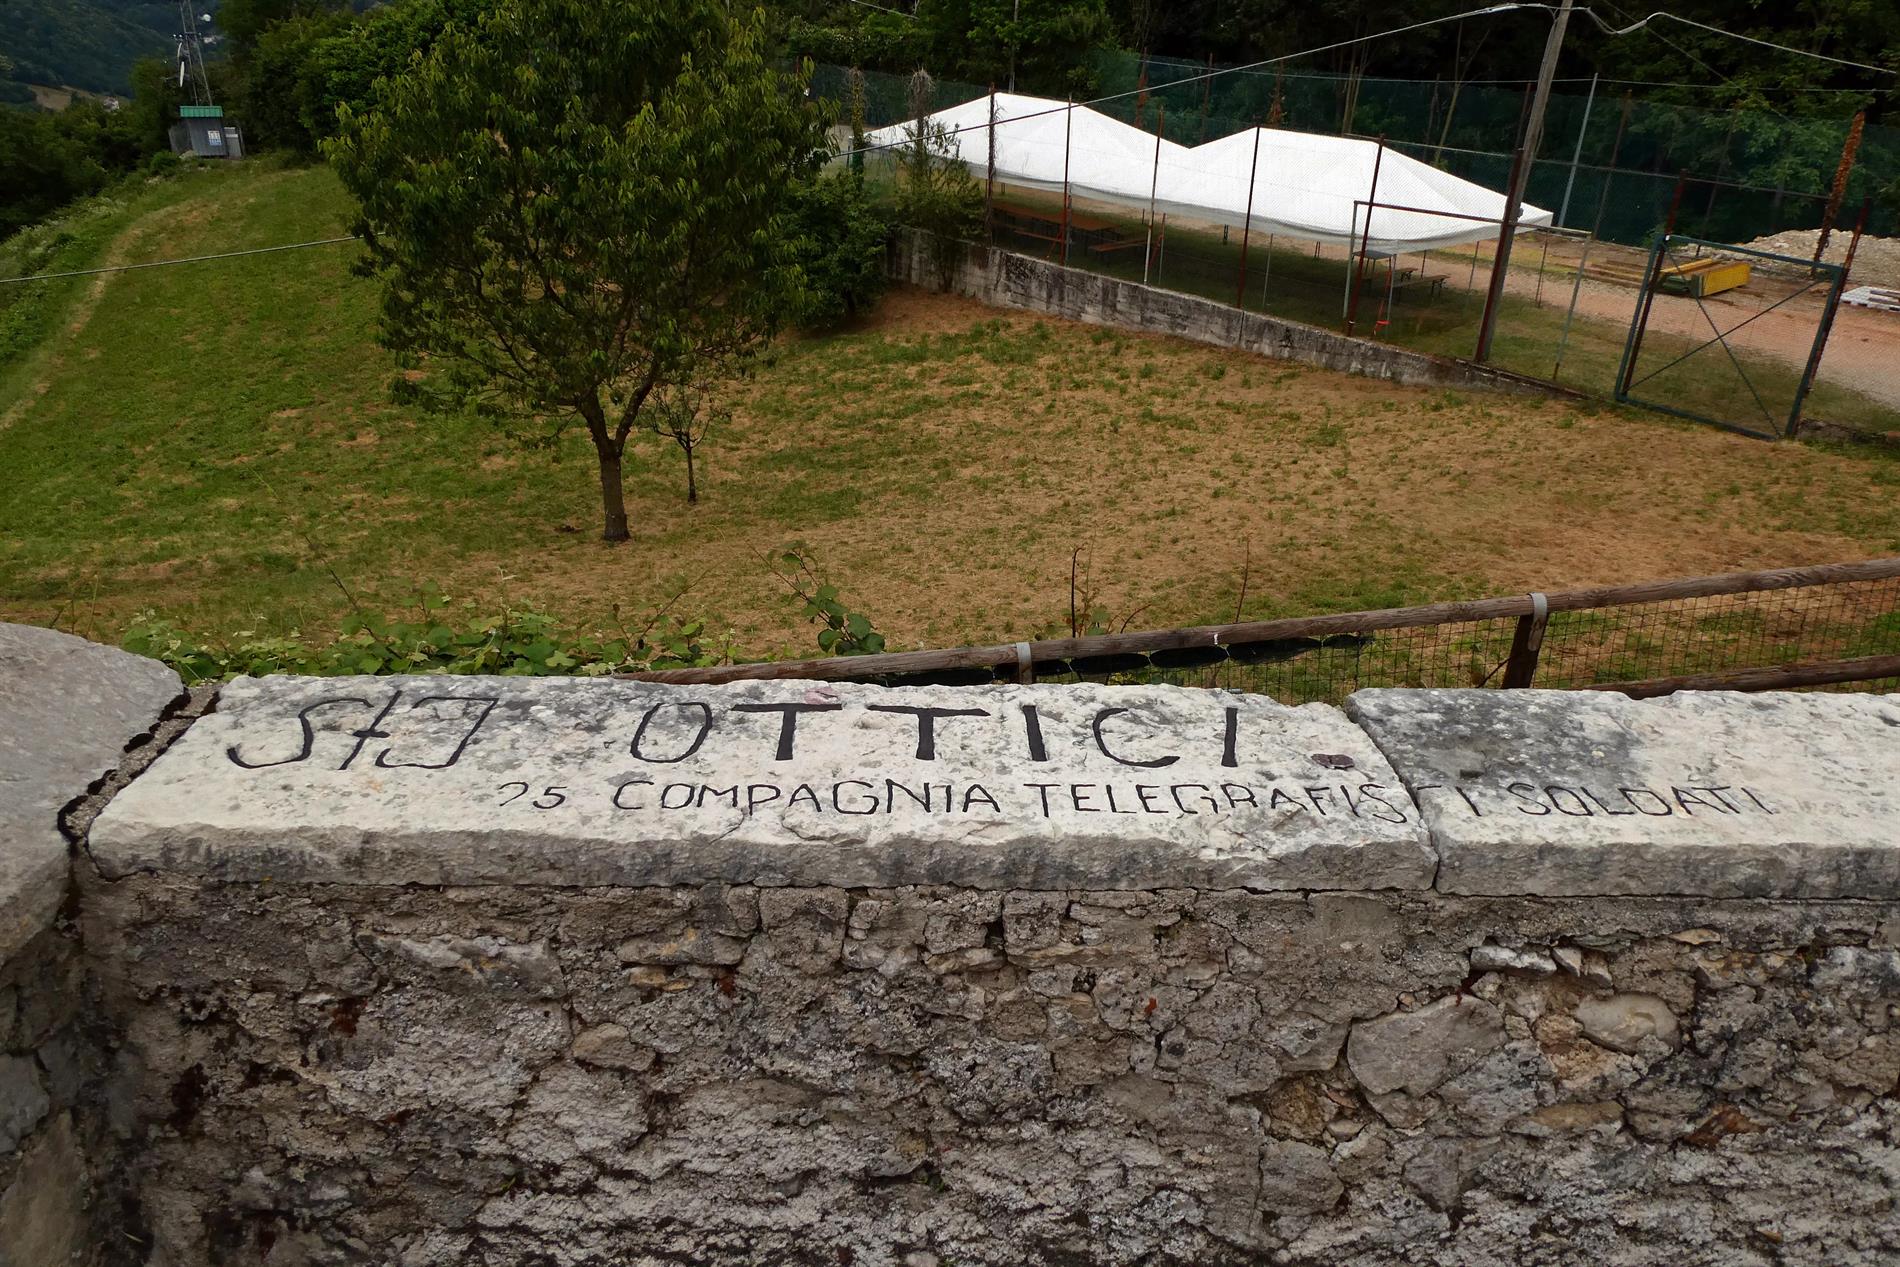 OTTICI.
25 COMPAGNIA TELEGRAFISTI SOLDATI